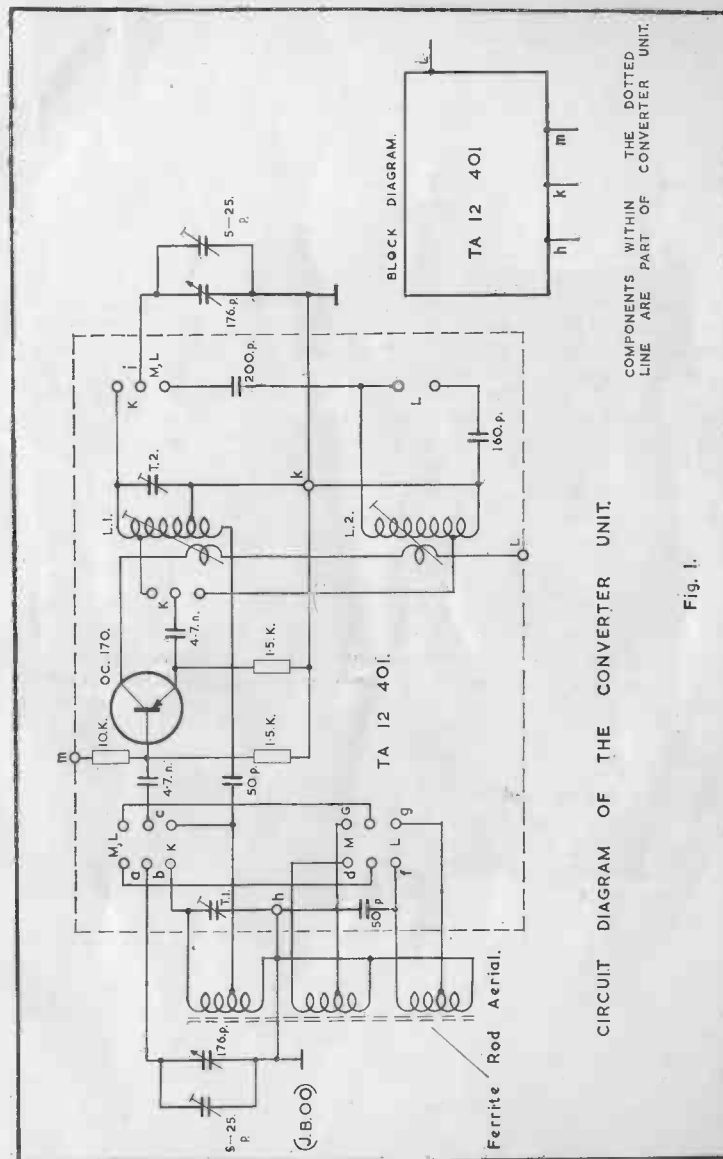 BLOCK DIAGRAM.
TA 12 401
L
h
k
m
COMPONENTS WITHIN THE DOTTED
LINE ARE PART OF CONVERTER UNIT.
5—25.
p.
176.p.
K
j
M,L
200.p.
L
160.p.
T.2.
k
L.1.
L.2.
L
K
4·7.n.
O.C. 170.
1·5.K.
1·5.K.
TA 12 401.
m
10.K.
4·7.n.
50.p.
M,L
a
b
c
K
T.1.
h
50.p
d
M
G
L
f
g
5—25.
p.
176.p.
(J.B.OO)
Ferrite Rod Aerial.
CIRCUIT DIAGRAM OF THE CONVERTER UNIT.
Fig. 1.